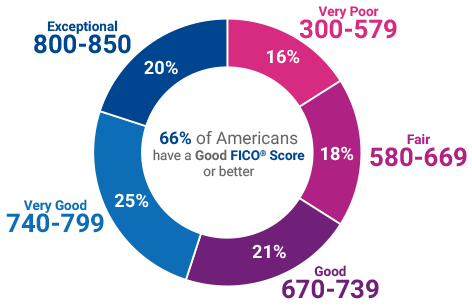 Very Poor
300-579
16%
Fair
580-669
18%
Good
670-739
21%
Very Good
740-799
25%
Exceptional
800-850
20%
66% of Americans
have a Good FICO® Score
or better